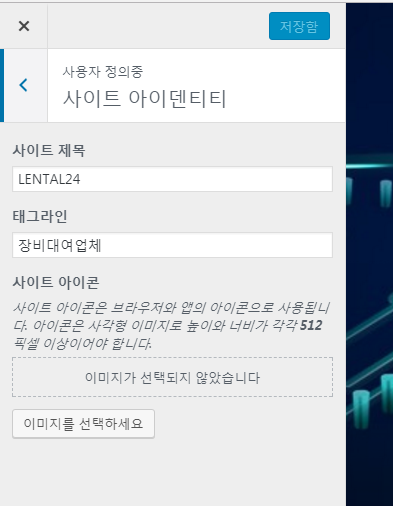 저장함
사용자 정의중
사이트 아이덴티티
사이트 제목
LENTAL24
태그라인
장비대여업체
사이트 아이콘
사이트 아이콘은 브라우저와 앱의 아이콘으로 사용됩니
다. 아이콘은 사각형 이미지로 높이와 너비가 각각 512
픽셀 이상이어야 합니다.
이미지가 선택되지 않았습니다
이미지를 선택하세요